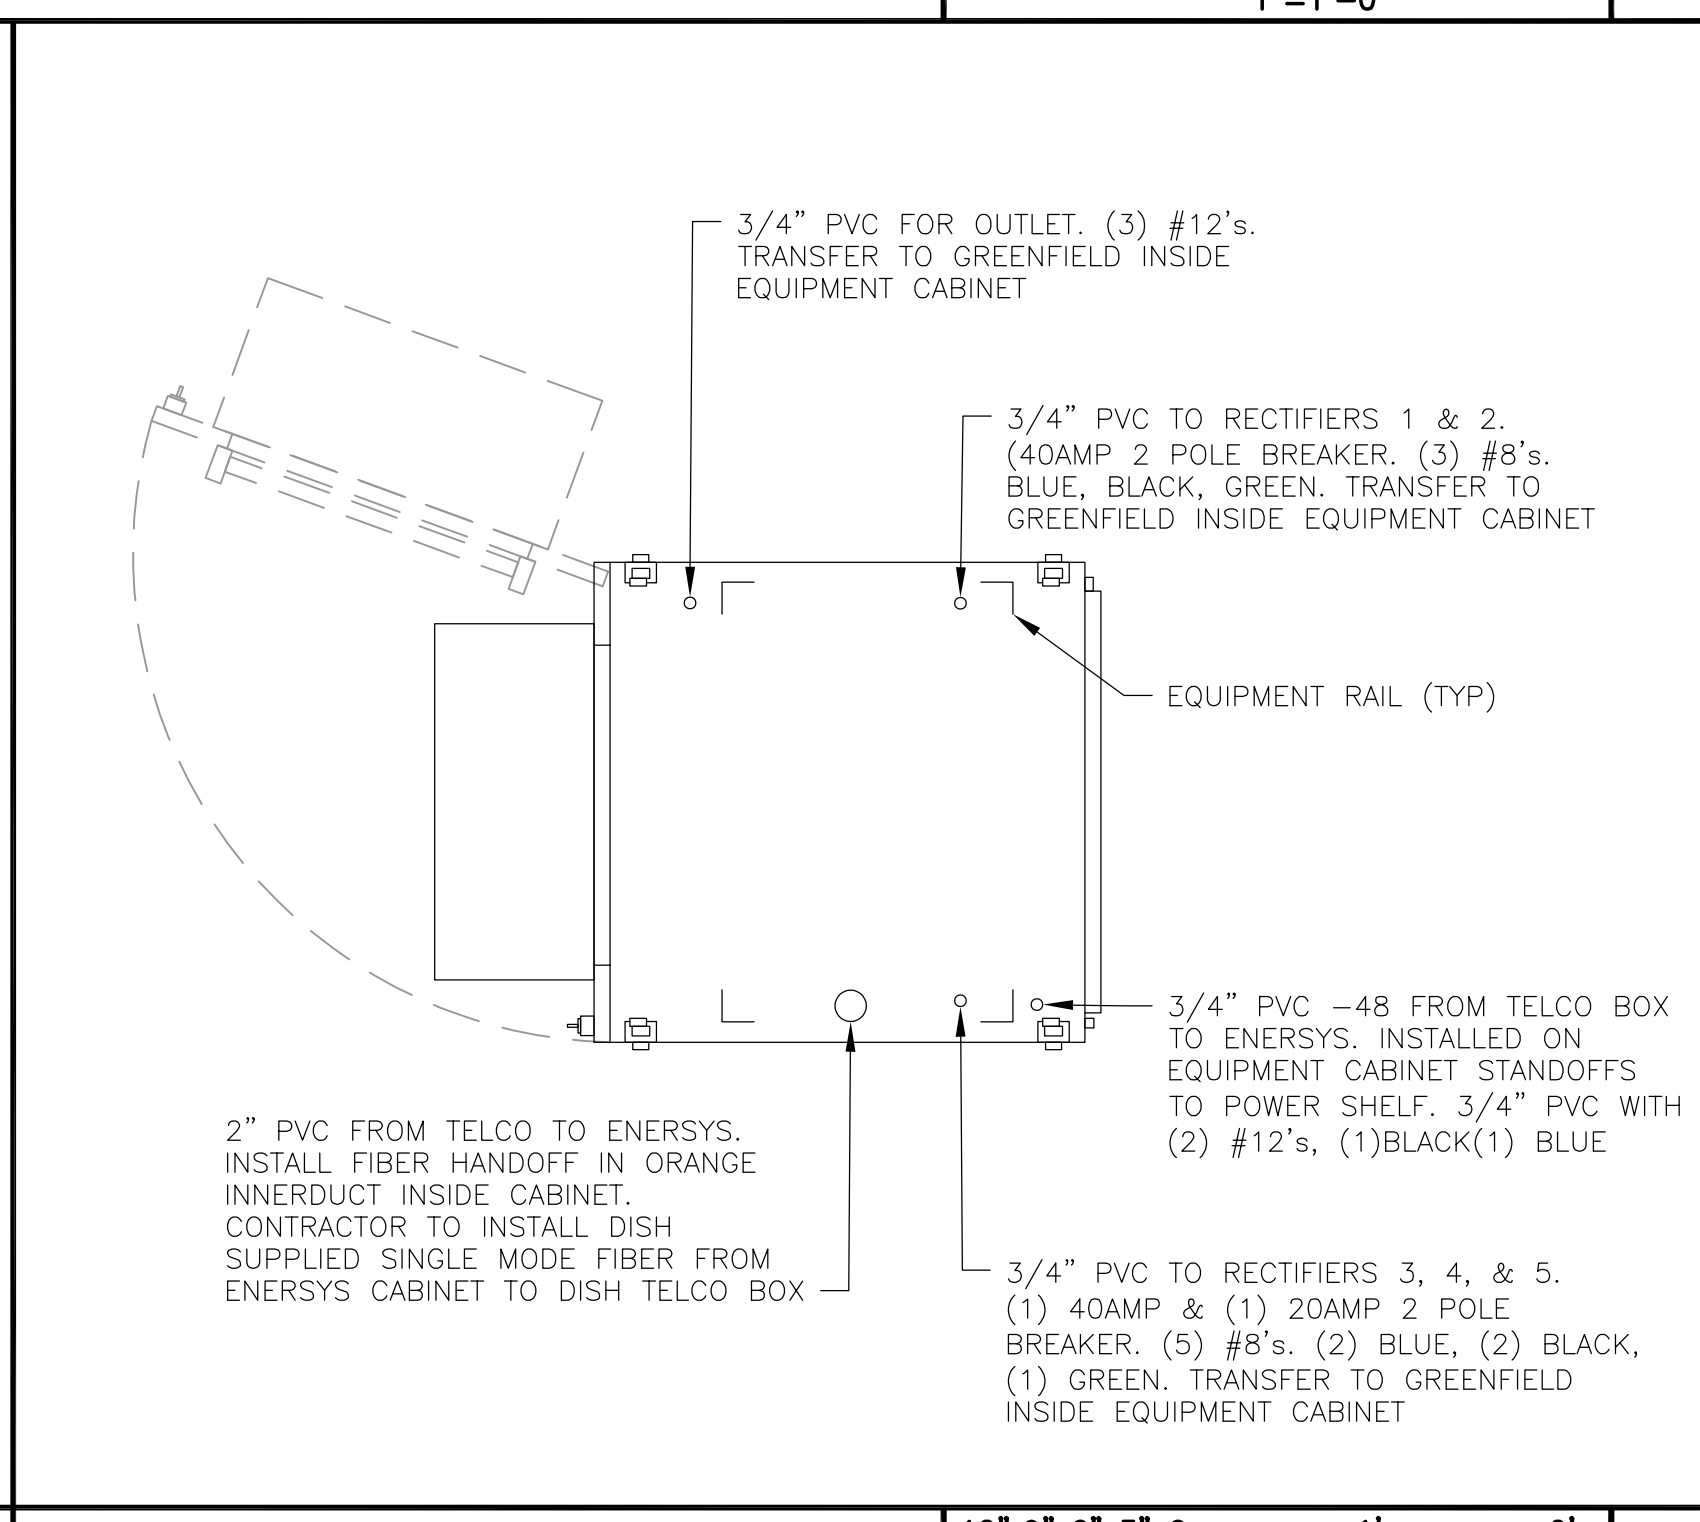 3/4” PVC FOR OUTLET. (3) #12's.
TRANSFER TO GREENFIELD INSIDE
EQUIPMENT CABINET
3/4” PVC TO RECTIFIERS 1 & 2.
(40AMP 2 POLE BREAKER. (3) #8's.
BLUE, BLACK, GREEN. TRANSFER TO
GREENFIELD INSIDE EQUIPMENT CABINET
EQUIPMENT RAIL (TYP)
3/4” PVC -48 FROM TELCO BOX
TO ENERSYS. INSTALLED ON
EQUIPMENT CABINET STANDOFFS
TO POWER SHELF. 3/4” PVC WITH
(2) #12's, (1)BLACK(1) BLUE
2” PVC FROM TELCO TO ENERSYS.
INSTALL FIBER HANDOFF IN ORANGE
INNERDUCT INSIDE CABINET.
CONTRACTOR TO INSTALL DISH
SUPPLIED SINGLE MODE FIBER FROM
ENERSYS CABINET TO DISH TELCO BOX
3/4” PVC TO RECTIFIERS 3, 4, & 5.
(1) 40AMP & (1) 20AMP 2 POLE
BREAKER. (5) #8's. (2) BLUE, (2) BLACK,
(1) GREEN. TRANSFER TO GREENFIELD
INSIDE EQUIPMENT CABINET